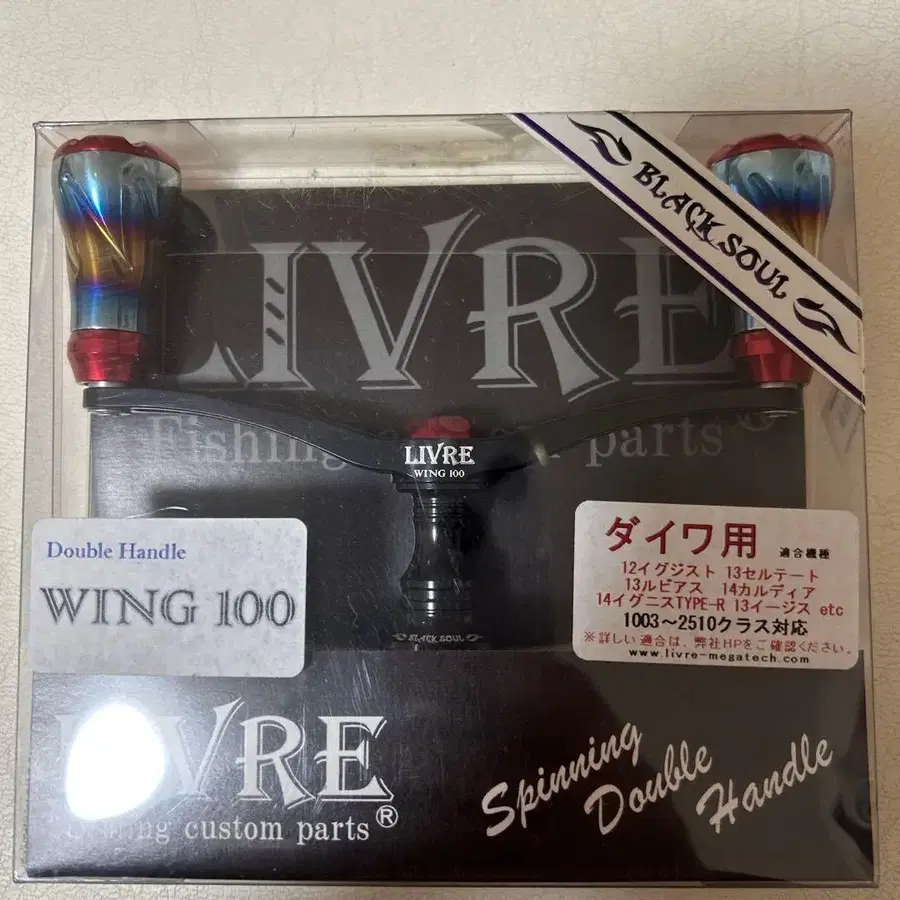 BLACK SOUL
LIVRE
Fishing custom parts®
LIVRE
WING 100
BLACK SOUL
Double Handle
WING 100
ダイワ用 適合機種
12イグジスト 13セルテート
13ルビアス 14カルディア
14イグニスTYPE-R 13イージス etc
1003～2510クラス対応
※詳しい適合は、弊社HPをご確認ください。
www.livre-megatech.com
LIVRE
fishing custom parts®
Spinning
Double
Handle